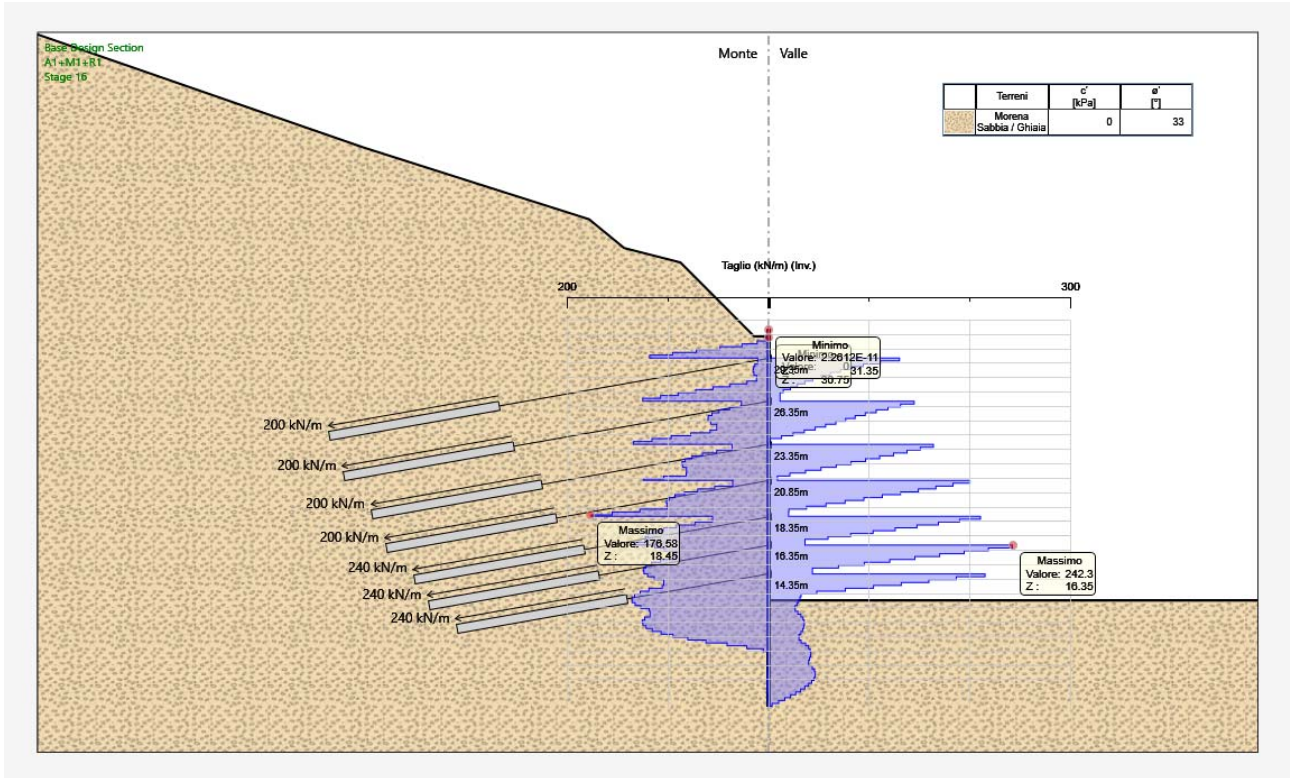 Base Design Section
A1+M1+R1
Stage 16
Monte
Valle
Terreni
c'
[kPa]
ø'
[°]
Morena
Sabbia / Ghiaia
0
33
Taglio (kN/m) (Inv.)
200
300
Minimo
Valore: 2.2612E-11
31.35
Z : 30.75
26.35m
23.35m
20.85m
18.35m
16.35m
14.35m
200 kN/m
200 kN/m
200 kN/m
200 kN/m
240 kN/m
240 kN/m
240 kN/m
Massimo
Valore: 176.58
Z : 18.45
Massimo
Valore: 242.3
Z : 16.35